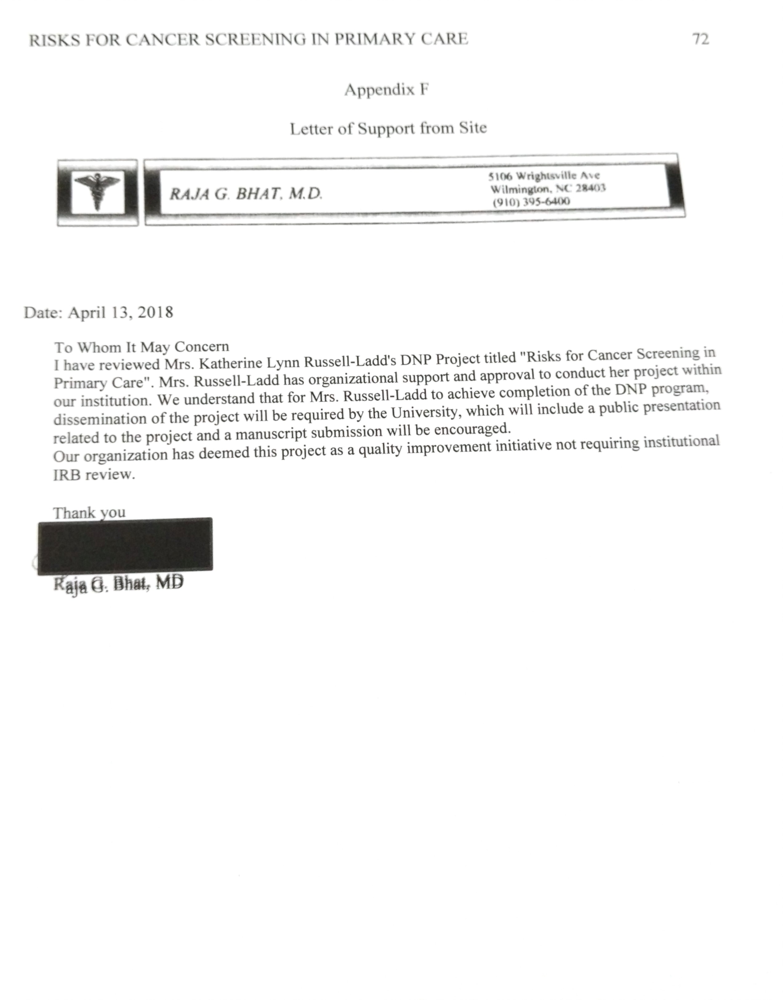 RISKS FOR CANCER SCREENING IN PRIMARY CARE 72
Appendix F
Letter of Support from Site
RAJA G. BHAT, M.D.
5106 Wrightsville Ave
Wilmington, NC 28403
(910) 395-6400
Date: April 13, 2018
To Whom It May Concern
I have reviewed Mrs. Katherine Lynn Russell-Ladd's DNP Project titled "Risks for Cancer Screening in
Primary Care". Mrs. Russell-Ladd has organizational support and approval to conduct her project within
our institution. We understand that for Mrs. Russell-Ladd to achieve completion of the DNP program,
dissemination of the project will be required by the University, which will include a public presentation
related to the project and a manuscript submission will be encouraged.
Our organization has deemed this project as a quality improvement initiative not requiring institutional
IRB review.
Thank you
Raja G. Bhat, MD